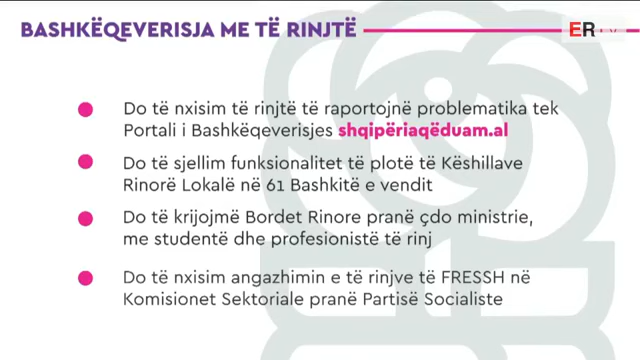 BASHKËQEVERISJA ME TË RINJTË
Do të nxisim të rinjtë të raportojnë problematika tek
Portali i Bashkëqeverisjes shqipëriaqëduam.al
Do të sjellim funksionalitet të plotë të Këshillave
Rinorë Lokalë në 61 Bashkitë e vendit
Do të krijojmë Bordet Rinore pranë çdo ministrie,
me studentë dhe profesionistë të rinj
Do të nxisim angazhimin e të rinjve të FRESSH në
Komisionet Sektoriale pranë Partisë Socialiste